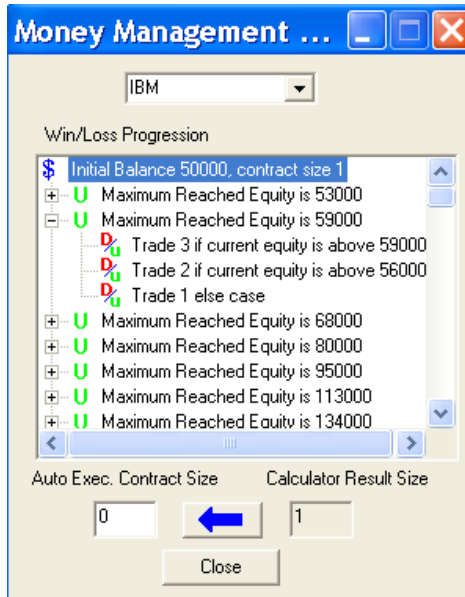 Money Management ...
IBM
Win/Loss Progression
$ Initial Balance 50000, contract size 1
U Maximum Reached Equity is 53000
U Maximum Reached Equity is 59000
D/u Trade 3 if current equity is above 59000
D/u Trade 2 if current equity is above 56000
D/u Trade 1 else case
U Maximum Reached Equity is 68000
U Maximum Reached Equity is 80000
U Maximum Reached Equity is 95000
U Maximum Reached Equity is 113000
U Maximum Reached Equity is 134000
Auto Exec. Contract Size Calculator Result Size
0 1
Close